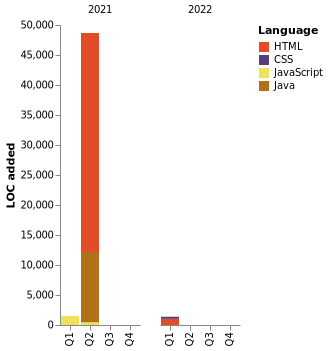 2021 2022
Language
HTML
CSS
JavaScript
Java
LOC added
50,000
45,000
40,000
35,000
30,000
25,000
20,000
15,000
10,000
5,000
0
Q1 Q2 Q3 Q4 Q1 Q2 Q3 Q4